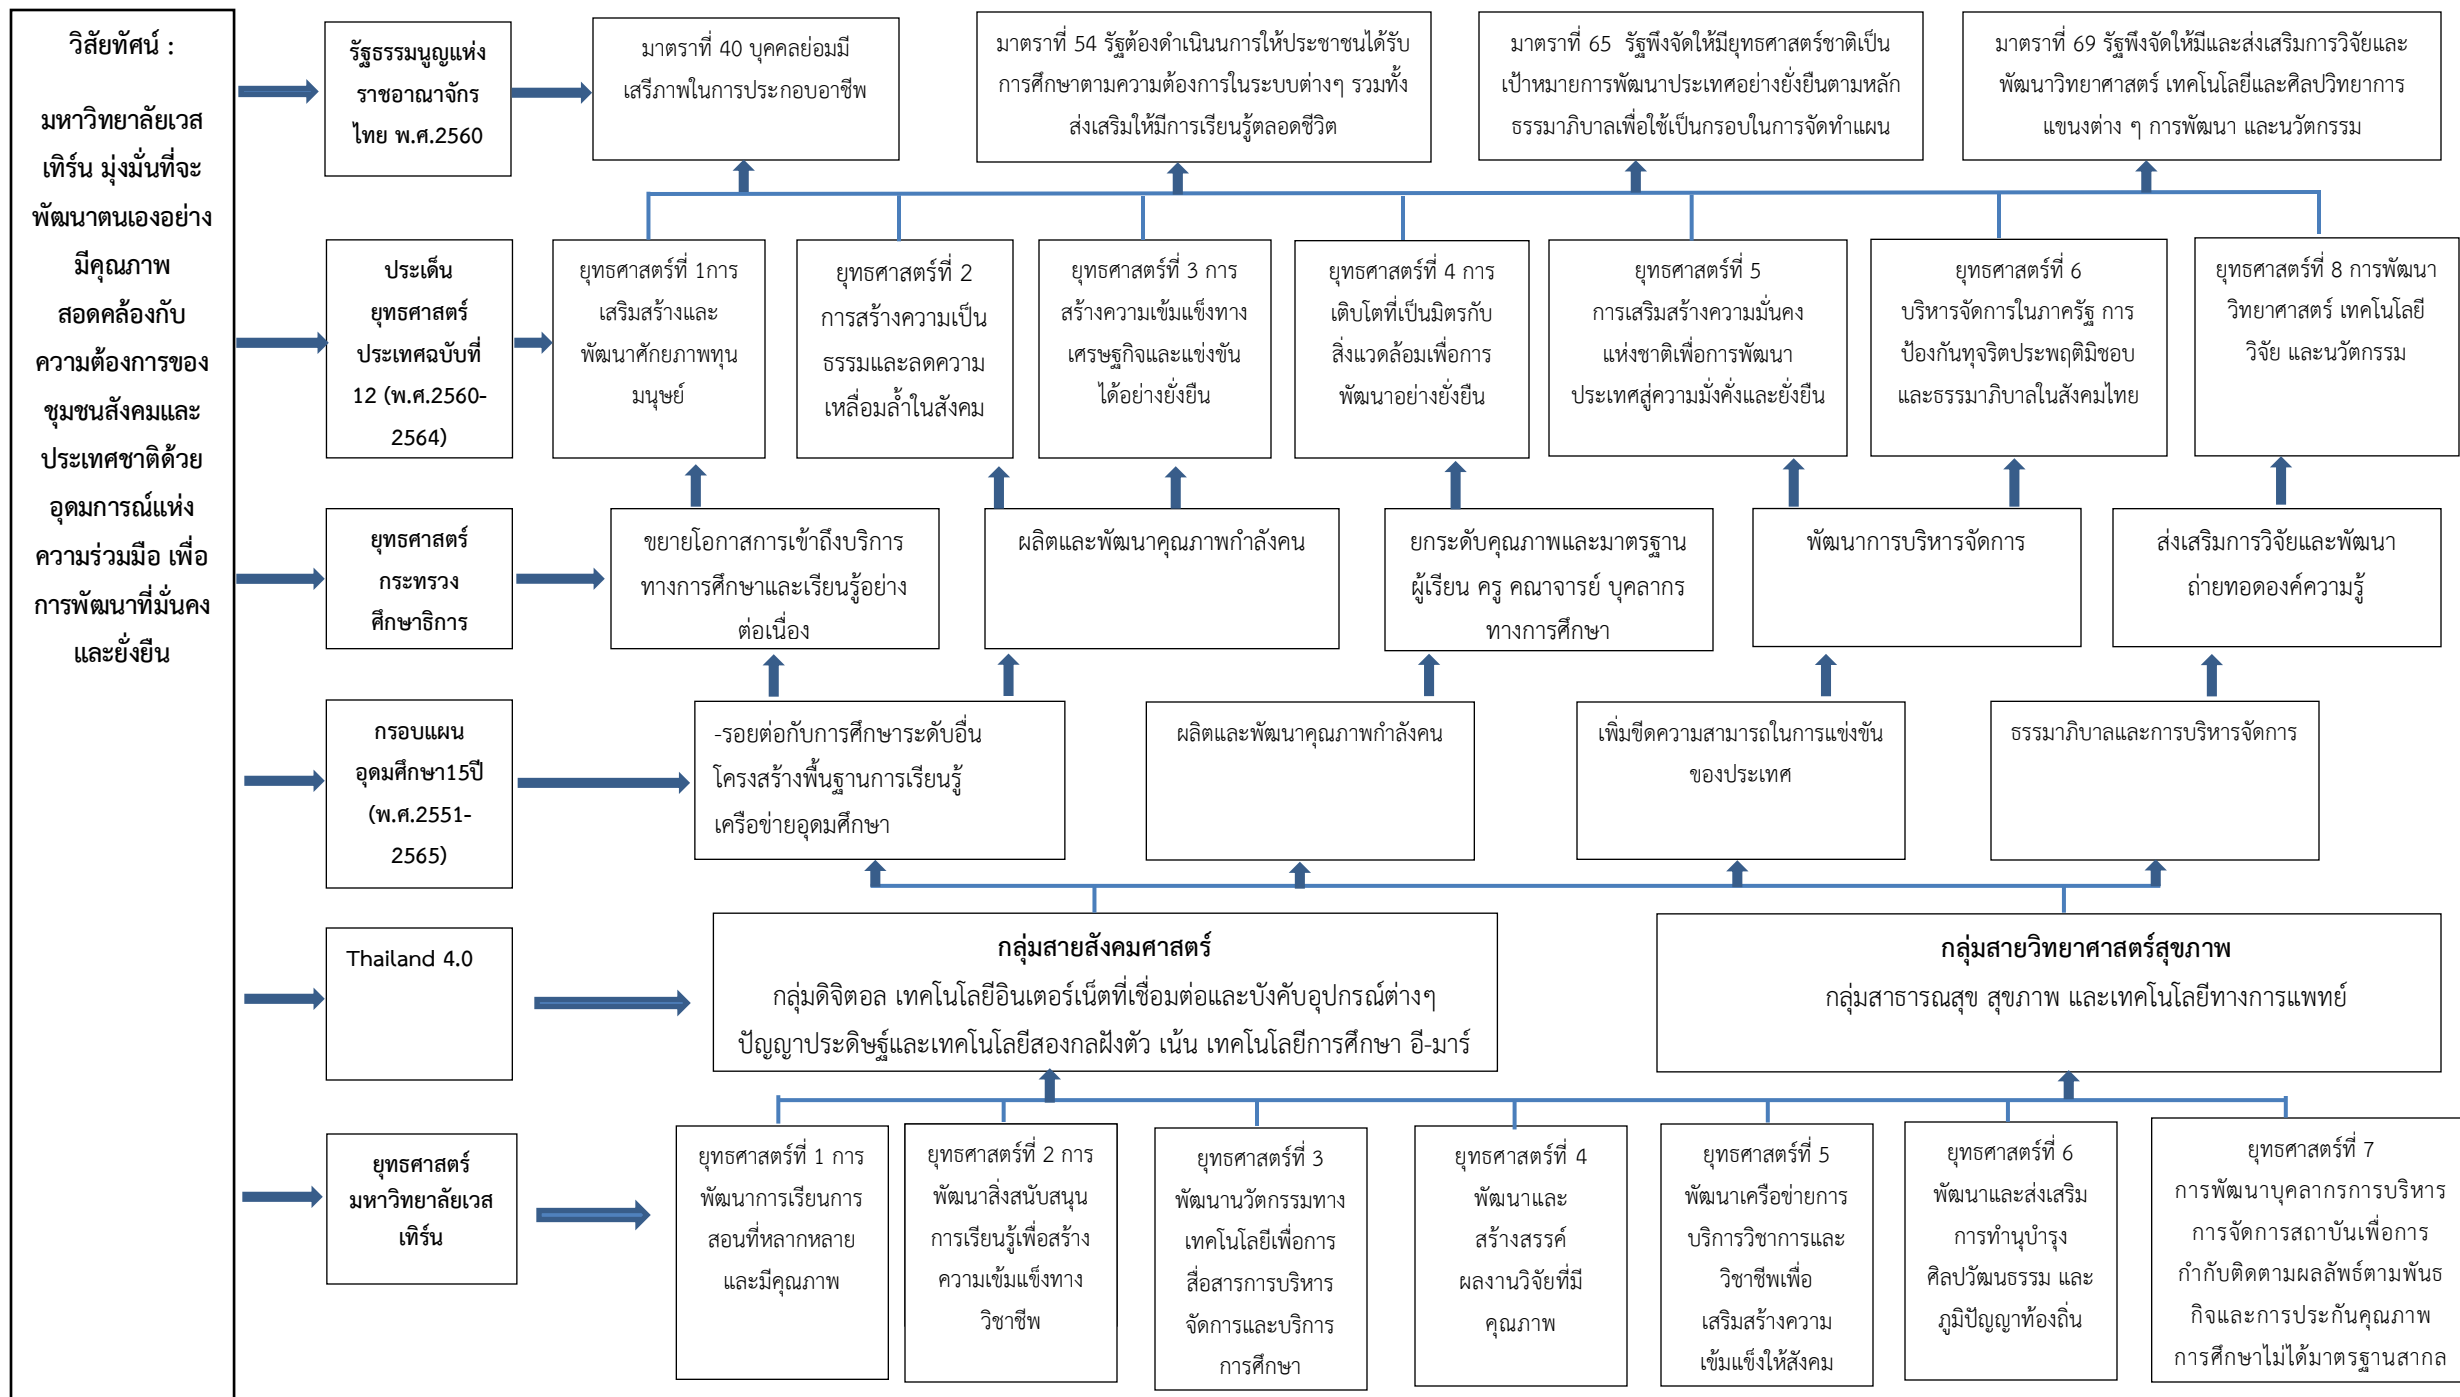 วิสัยทัศน์ :
มหาวิทยาลัยเวส
เทิร์น มุ่งมั่นที่จะ
พัฒนาตนเองอย่าง
มีคุณภาพ
สอดคล้องกับ
ความต้องการของ
ชุมชนสังคมและ
ประเทศชาติด้วย
อุดมการณ์แห่ง
ความร่วมมือ เพื่อ
การพัฒนาที่มั่นคง
และยั่งยืน
รัฐธรรมนูญแห่ง
ราชอาณาจักร
ไทย พ.ศ.2560
มาตราที่ 40 บุคคลย่อมมี
เสรีภาพในการประกอบอาชีพ
มาตราที่ 54 รัฐต้องดำเนินนการให้ประชาชนได้รับ
การศึกษาตามความต้องการในระบบต่างๆ รวมทั้ง
ส่งเสริมให้มีการเรียนรู้ตลอดชีวิต
มาตราที่ 65 รัฐพึงจัดให้มียุทธศาสตร์ชาติเป็น
เป้าหมายการพัฒนาประเทศอย่างยั่งยืนตามหลัก
ธรรมาภิบาลเพื่อใช้เป็นกรอบในการจัดทำแผน
มาตราที่ 69 รัฐพึงจัดให้มีและส่งเสริมการวิจัยและ
พัฒนาวิทยาศาสตร์ เทคโนโลยีและศิลปวิทยาการ
แขนงต่าง ๆ การพัฒนา และนวัตกรรม
ประเด็น
ยุทธศาสตร์
ประเทศฉบับที่
12 (พ.ศ.2560-
2564)
ยุทธศาสตร์ที่ 1การ
เสริมสร้างและ
พัฒนาศักยภาพทุน
มนุษย์
ยุทธศาสตร์ที่ 2
การสร้างความเป็น
ธรรมและลดความ
เหลื่อมล้ำในสังคม
ยุทธศาสตร์ที่ 3 การ
สร้างความเข้มแข็งทาง
เศรษฐกิจและแข่งขัน
ได้อย่างยั่งยืน
ยุทธศาสตร์ที่ 4 การ
เติบโตที่เป็นมิตรกับ
สิ่งแวดล้อมเพื่อการ
พัฒนาอย่างยั่งยืน
ยุทธศาสตร์ที่ 5
การเสริมสร้างความมั่นคง
แห่งชาติเพื่อการพัฒนา
ประเทศสู่ความมั่งคั่งและยั่งยืน
ยุทธศาสตร์ที่ 6
บริหารจัดการในภาครัฐ การ
ป้องกันทุจริตประพฤติมิชอบ
และธรรมาภิบาลในสังคมไทย
ยุทธศาสตร์ที่ 8 การพัฒนา
วิทยาศาสตร์ เทคโนโลยี
วิจัย และนวัตกรรม
ยุทธศาสตร์
กระทรวง
ศึกษาธิการ
ขยายโอกาสการเข้าถึงบริการ
ทางการศึกษาและเรียนรู้อย่าง
ต่อเนื่อง
ผลิตและพัฒนาคุณภาพกำลังคน
ยกระดับคุณภาพและมาตรฐาน
ผู้เรียน ครู คณาจารย์ บุคลากร
ทางการศึกษา
พัฒนาการบริหารจัดการ
ส่งเสริมการวิจัยและพัฒนา
ถ่ายทอดองค์ความรู้
กรอบแผน
อุดมศึกษา15ปี
(พ.ศ.2551-
2565)
-รอยต่อกับการศึกษาระดับอื่น
โครงสร้างพื้นฐานการเรียนรู้
เครือข่ายอุดมศึกษา
ผลิตและพัฒนาคุณภาพกำลังคน
เพิ่มขีดความสามารถในการแข่งขัน
ของประเทศ
ธรรมาภิบาลและการบริหารจัดการ
Thailand 4.0
กลุ่มสายสังคมศาสตร์
กลุ่มดิจิตอล เทคโนโลยีอินเตอร์เน็ตที่เชื่อมต่อและบังคับอุปกรณ์ต่างๆ
ปัญญาประดิษฐ์และเทคโนโลยีสองกลฝังตัว เน้น เทคโนโลยีการศึกษา อี-มาร์
กลุ่มสายวิทยาศาสตร์สุขภาพ
กลุ่มสาธารณสุข สุขภาพ และเทคโนโลยีทางการแพทย์
ยุทธศาสตร์
มหาวิทยาลัยเวส
เทิร์น
ยุทธศาสตร์ที่ 1 การ
พัฒนาการเรียนการ
สอนที่หลากหลาย
และมีคุณภาพ
ยุทธศาสตร์ที่ 2 การ
พัฒนาสิ่งสนับสนุน
การเรียนรู้เพื่อสร้าง
ความเข้มแข็งทาง
วิชาชีพ
ยุทธศาสตร์ที่ 3
พัฒนานวัตกรรมทาง
เทคโนโลยีเพื่อการ
สื่อสารการบริหาร
จัดการและบริการ
การศึกษา
ยุทธศาสตร์ที่ 4
พัฒนาและ
สร้างสรรค์
ผลงานวิจัยที่มี
คุณภาพ
ยุทธศาสตร์ที่ 5
พัฒนาเครือข่ายการ
บริการวิชาการและ
วิชาชีพเพื่อ
เสริมสร้างความ
เข้มแข็งให้สังคม
ยุทธศาสตร์ที่ 6
พัฒนาและส่งเสริม
การทำนุบำรุง
ศิลปวัฒนธรรม และ
ภูมิปัญญาท้องถิ่น
ยุทธศาสตร์ที่ 7
การพัฒนาบุคลากรการบริหาร
การจัดการสถาบันเพื่อการ
กำกับติดตามผลลัพธ์ตามพันธ
กิจและการประกันคุณภาพ
การศึกษาไม่ได้มาตรฐานสากล